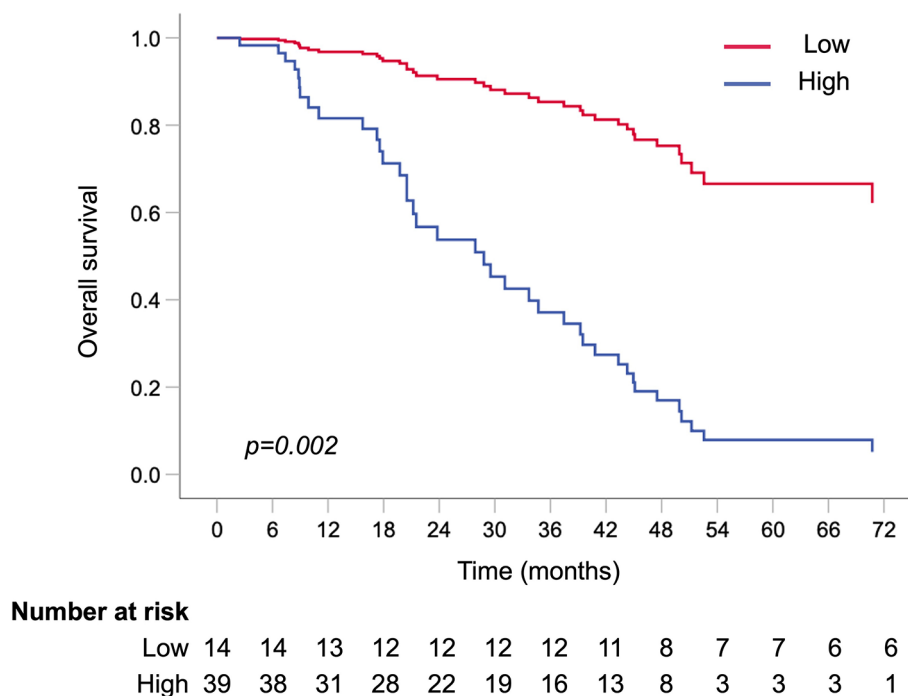 1.0
0.8
0.6
0.4
0.2
0.0
Overall survival
Low
High
p=0.002
0 6 12 18 24 30 36 42 48 54 60 66 72
Time (months)
Number at risk
Low 14 14 13 12 12 12 12 11 8 7 7 6 6
High 39 38 31 28 22 19 16 13 8 3 3 3 1